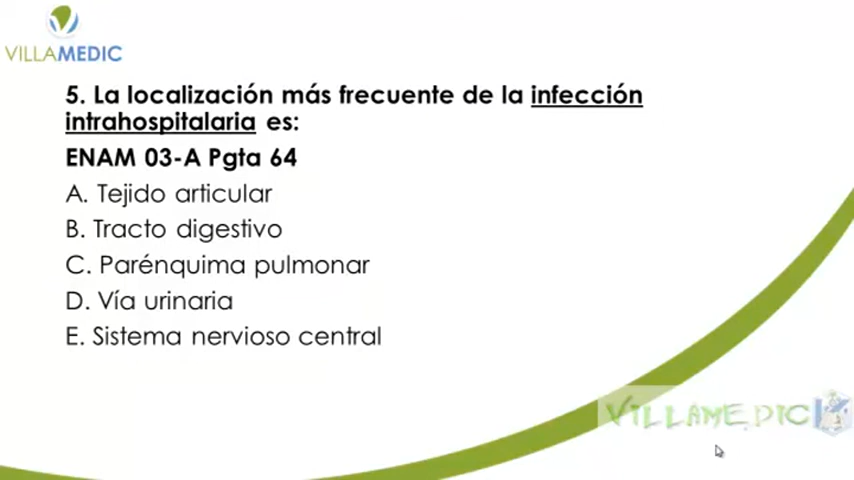 VILLAMEDIC
5. La localización más frecuente de la infección
intrahospitalaria es:
ENAM 03-A Pgta 64
A. Tejido articular
B. Tracto digestivo
C. Parénquima pulmonar
D. Vía urinaria
E. Sistema nervioso central
VILLAMEDIC